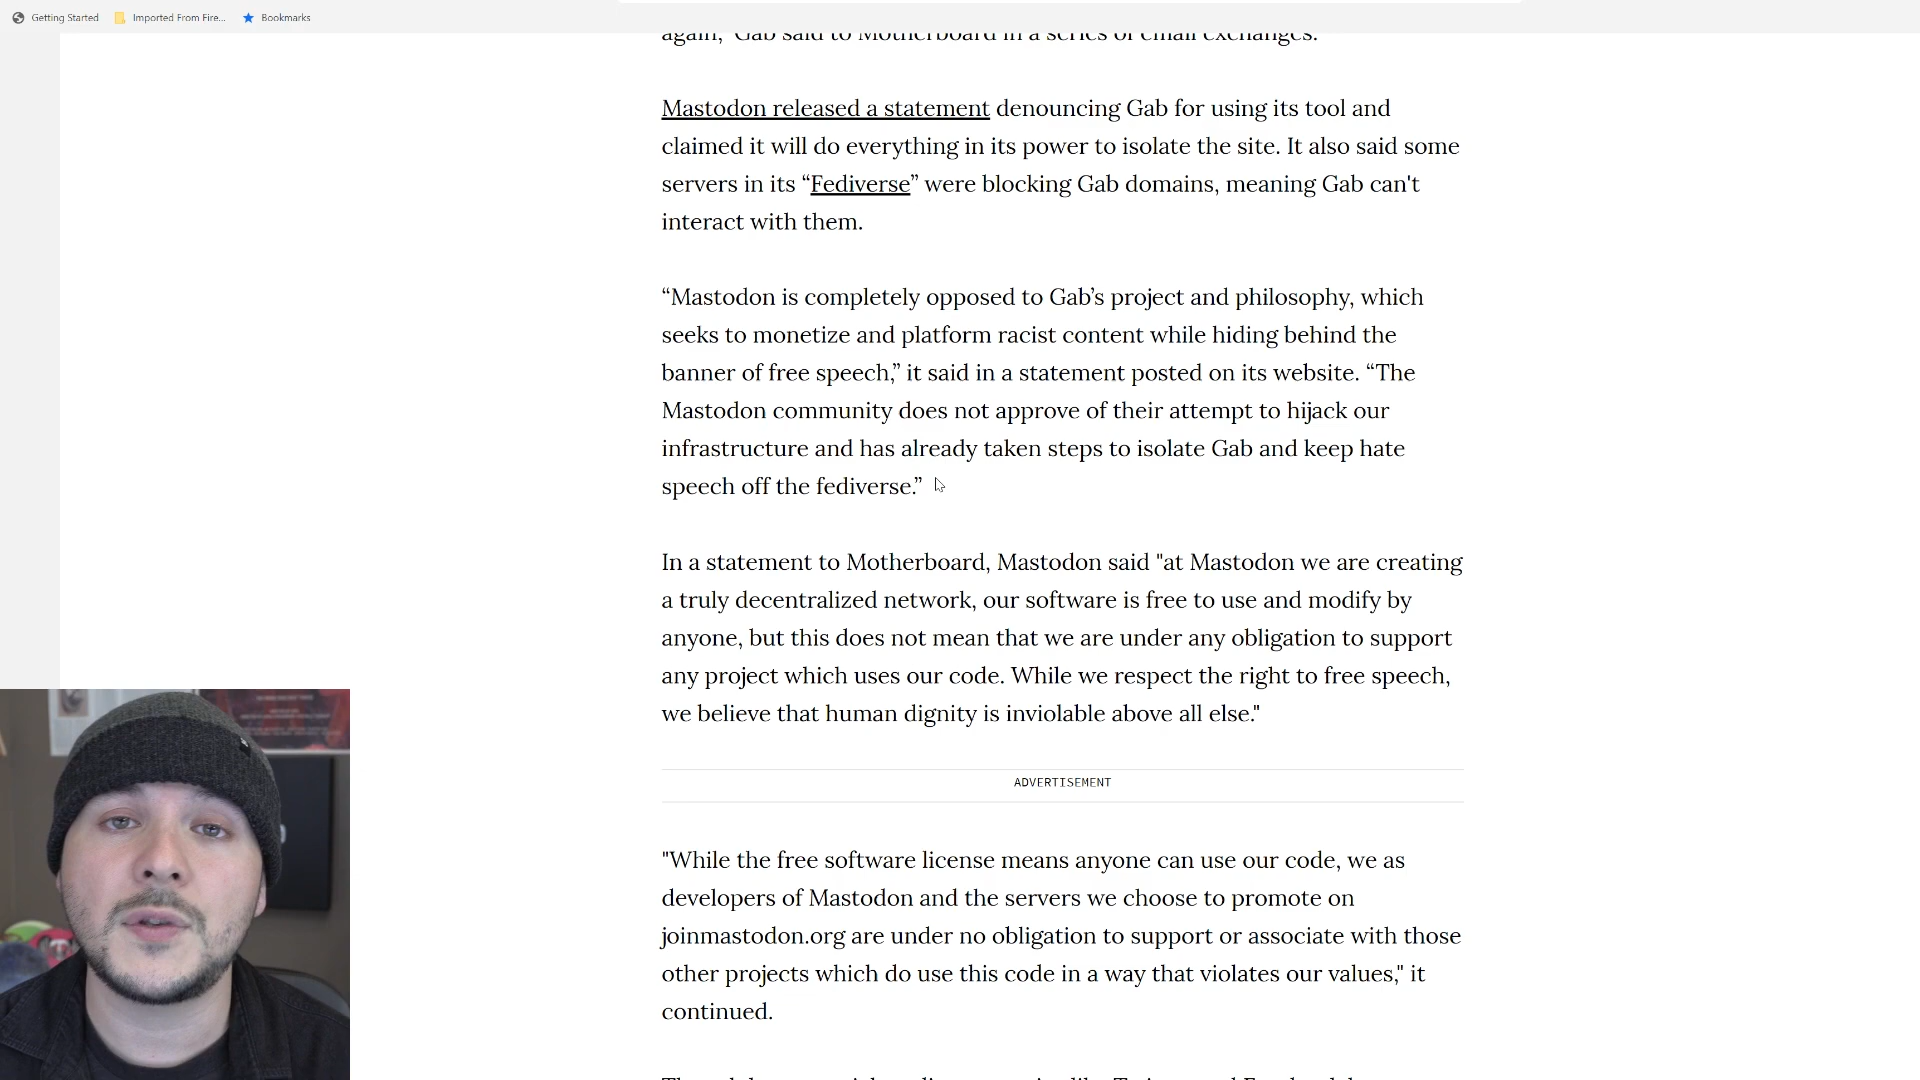 Getting Started Imported From Fire... Bookmarks
again," Gab said to Motherboard in a series of email exchanges.
Mastodon released a statement denouncing Gab for using its tool and
claimed it will do everything in its power to isolate the site. It also said some
servers in its “Fediverse” were blocking Gab domains, meaning Gab can't
interact with them.
“Mastodon is completely opposed to Gab’s project and philosophy, which
seeks to monetize and platform racist content while hiding behind the
banner of free speech,” it said in a statement posted on its website. “The
Mastodon community does not approve of their attempt to hijack our
infrastructure and has already taken steps to isolate Gab and keep hate
speech off the fediverse.”
In a statement to Motherboard, Mastodon said "at Mastodon we are creating
a truly decentralized network, our software is free to use and modify by
anyone, but this does not mean that we are under any obligation to support
any project which uses our code. While we respect the right to free speech,
we believe that human dignity is inviolable above all else."
ADVERTISEMENT
"While the free software license means anyone can use our code, we as
developers of Mastodon and the servers we choose to promote on
joinmastodon.org are under no obligation to support or associate with those
other projects which do use this code in a way that violates our values," it
continued.